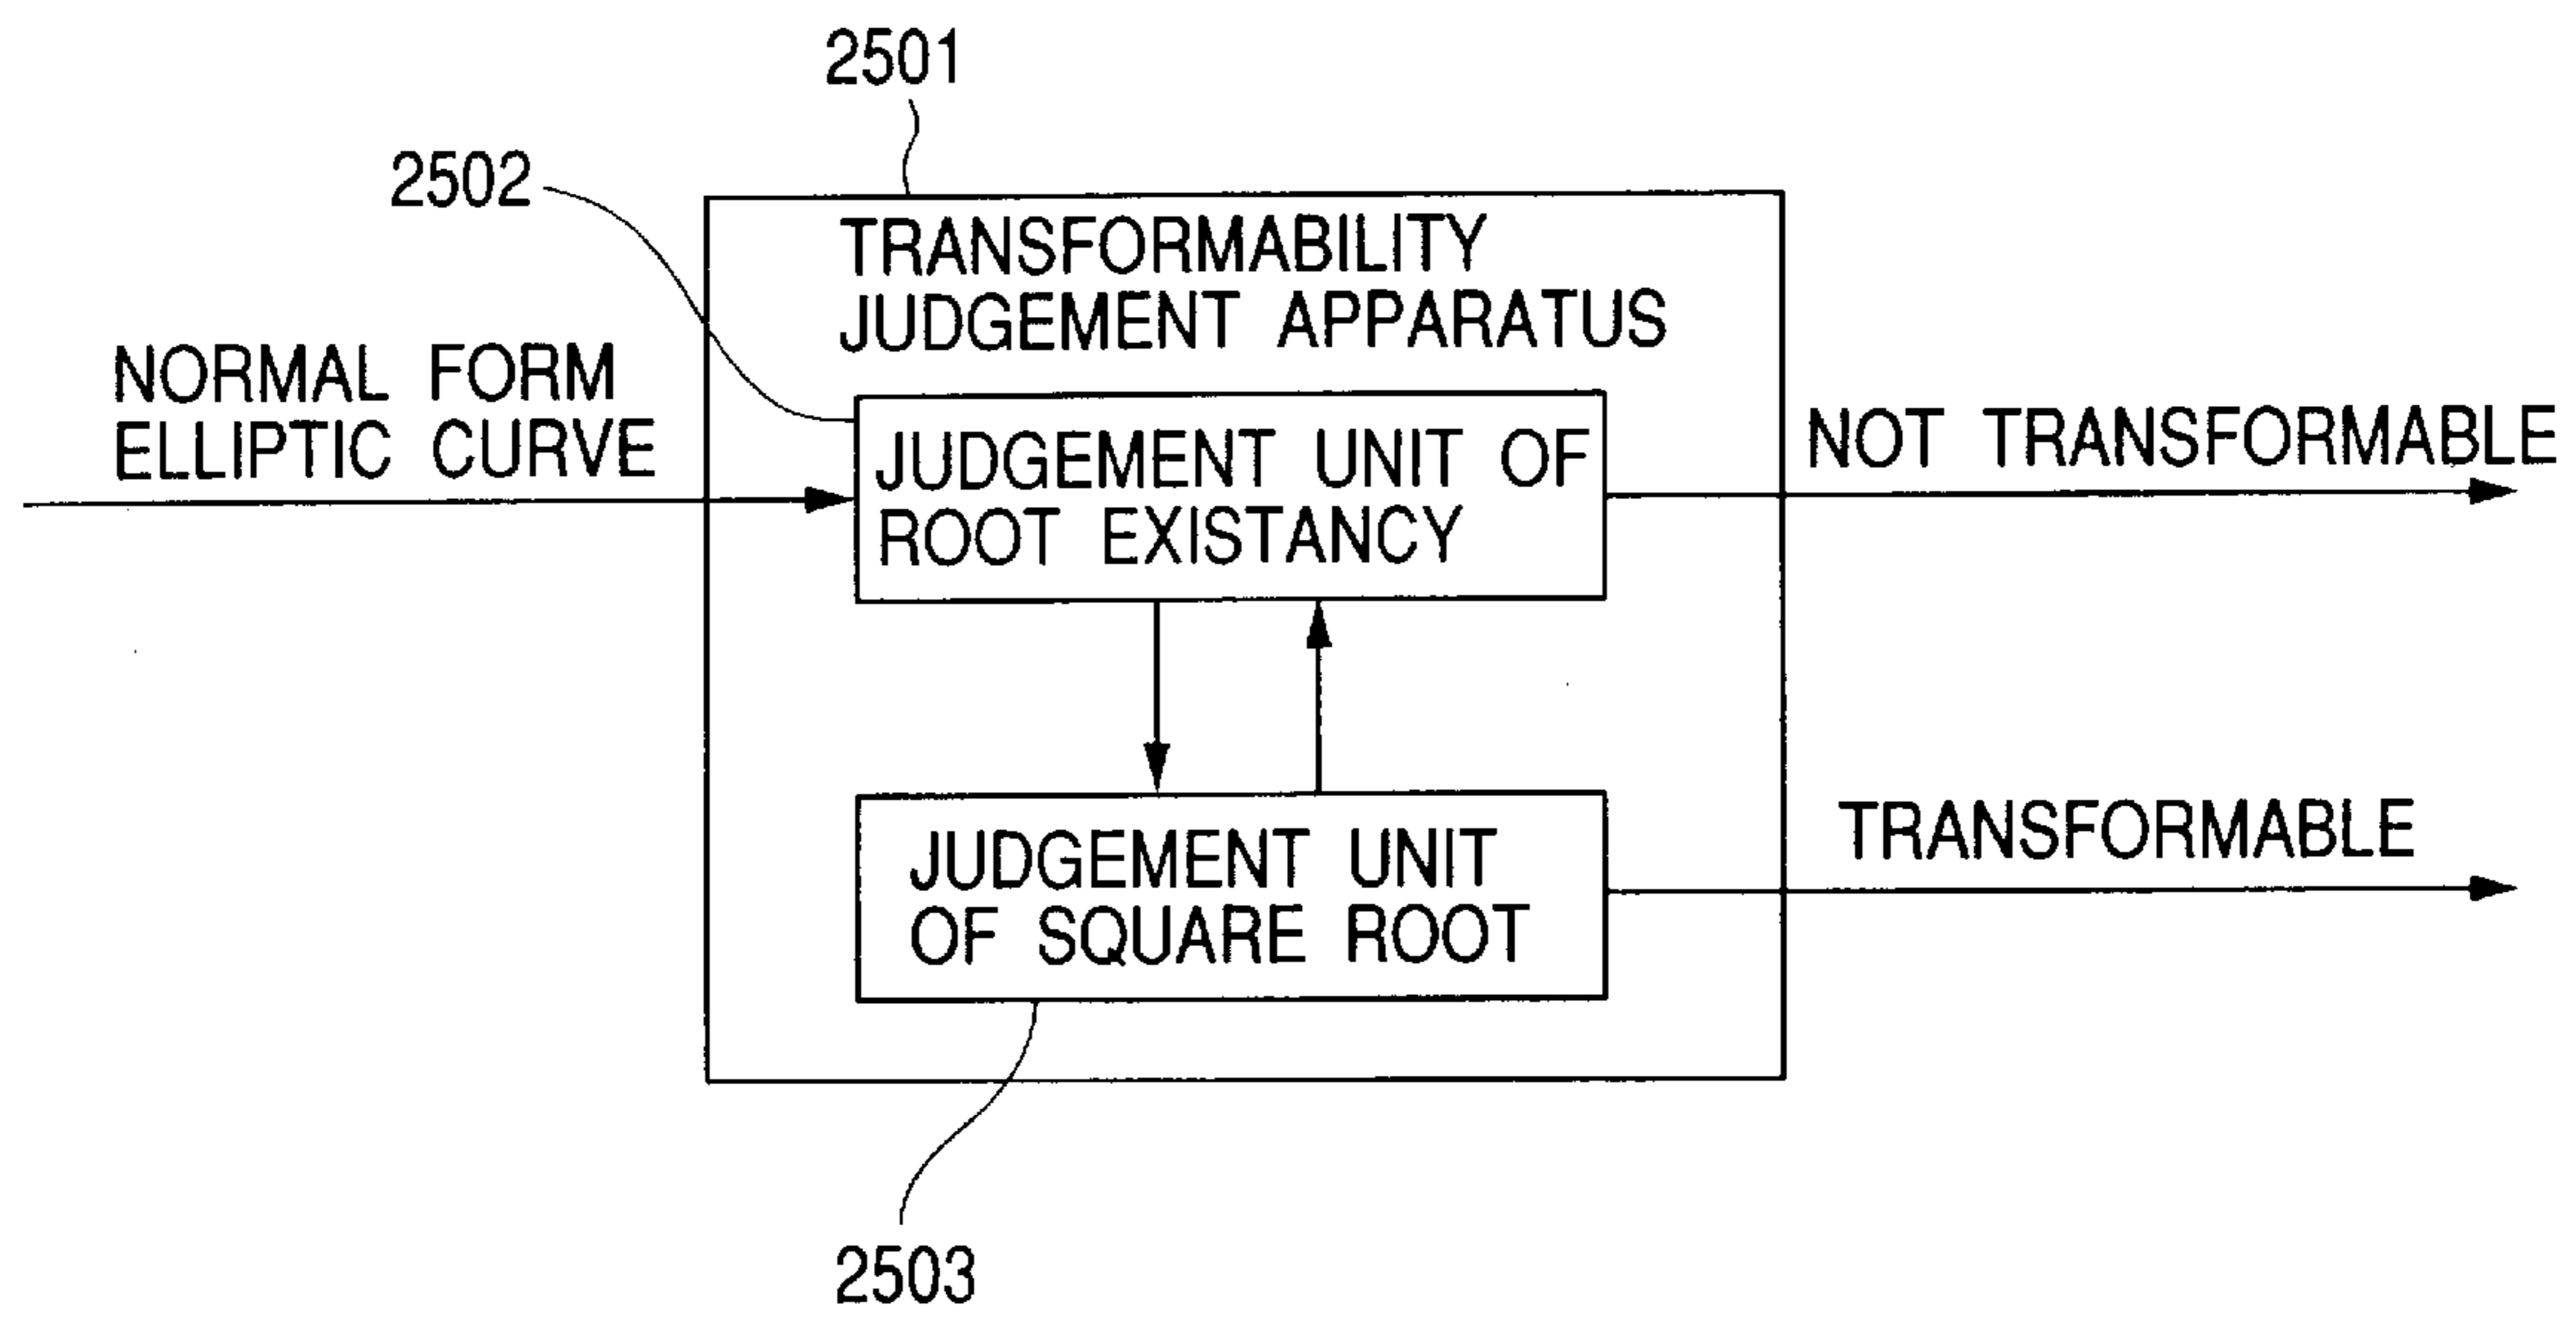 2501
2502
TRANSFORMABILITY
JUDGEMENT APPARATUS
NORMAL FORM
ELLIPTIC CURVE
JUDGEMENT UNIT OF
ROOT EXISTANCY
NOT TRANSFORMABLE
JUDGEMENT UNIT
OF SQUARE ROOT
TRANSFORMABLE
2503